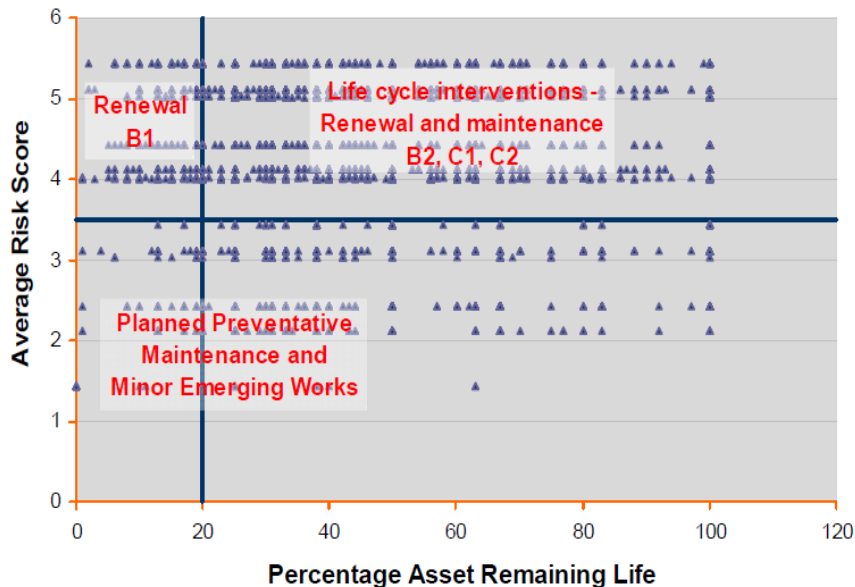 6
5
4
3
2
1
0
Average Risk Score
Renewal
B1
Life cycle interventions -
Renewal and maintenance
B2, C1, C2
Planned Preventative
Maintenance and
Minor Emerging Works
0 20 40 60 80 100 120
Percentage Asset Remaining Life